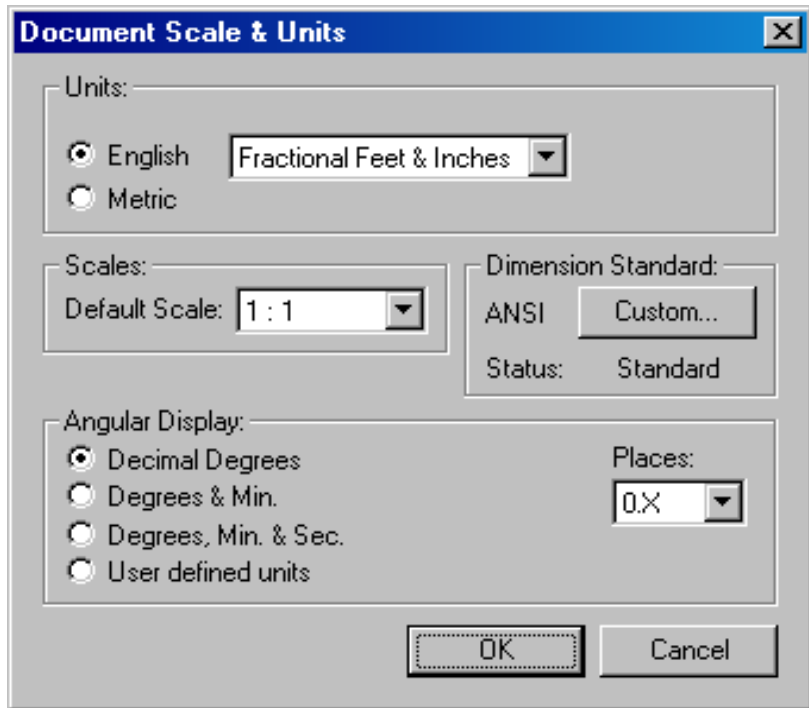 Document Scale & Units
Units:
English
Fractional Feet & Inches
Metric
Scales:
Default Scale: 1 : 1
Dimension Standard:
ANSI
Custom...
Status: Standard
Angular Display:
Decimal Degrees
Degrees & Min.
Degrees, Min. & Sec.
User defined units
Places:
0.X
OK
Cancel